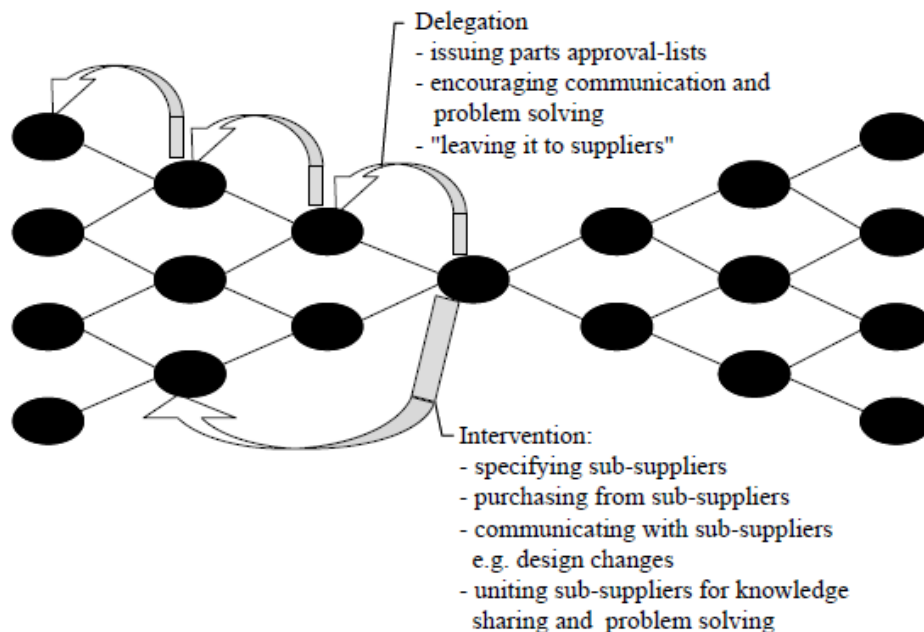 Delegation
- issuing parts approval-lists
- encouraging communication and
problem solving
- "leaving it to suppliers"
Intervention:
- specifying sub-suppliers
- purchasing from sub-suppliers
- communicating with sub-suppliers
e.g. design changes
- uniting sub-suppliers for knowledge
sharing and problem solving